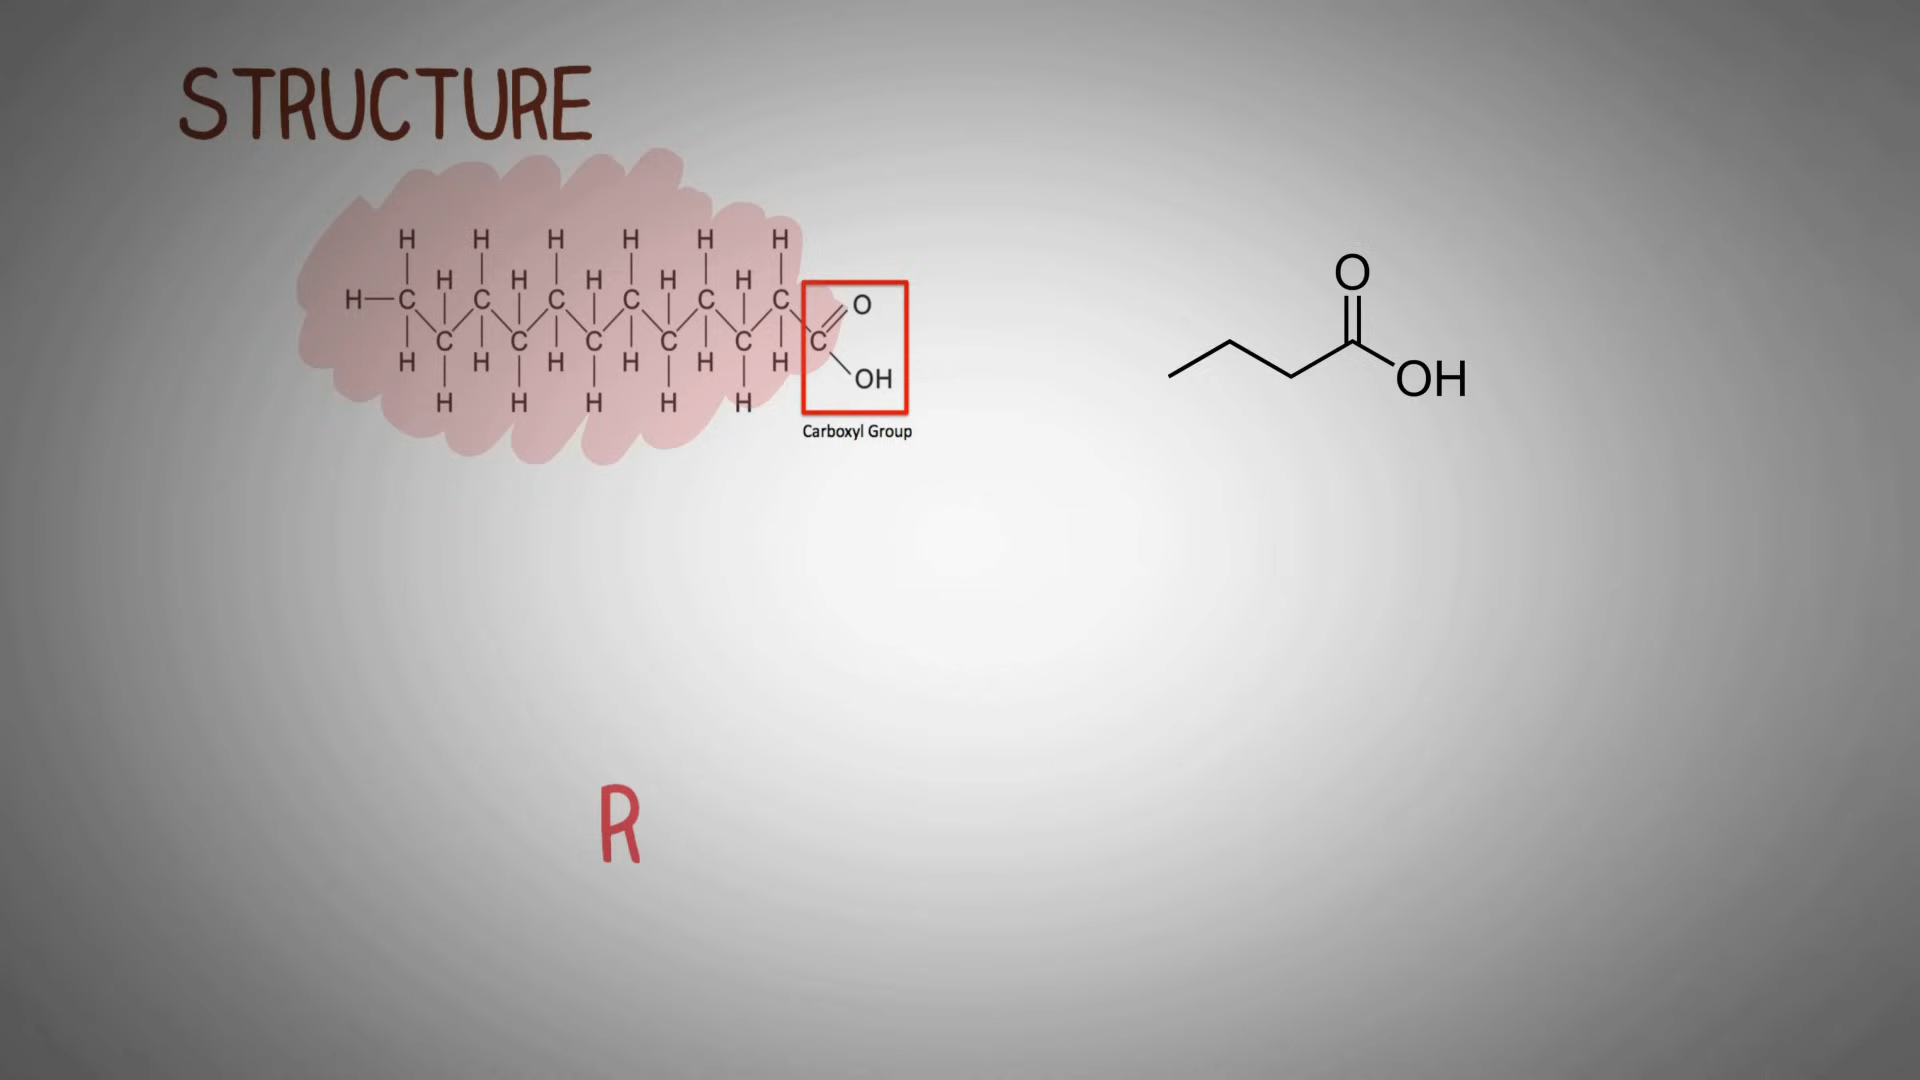 STRUCTURE
H H H H H H
H H H H H
H C C C C C C O
C C C C C C
H H H H H H
OH
H H H H H
Carboxyl Group
O
OH
R